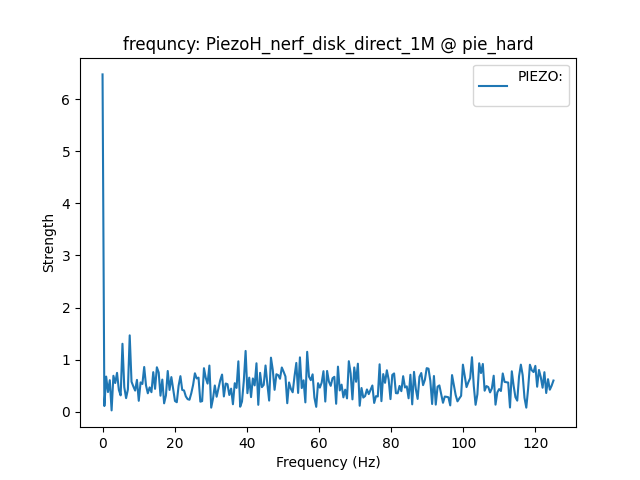 frequncy: PiezoH_nerf_disk_direct_1M @ pie_hard
PIEZO:
Strength
6
5
4
3
2
1
0
0 20 40 60 80 100 120
Frequency (Hz)